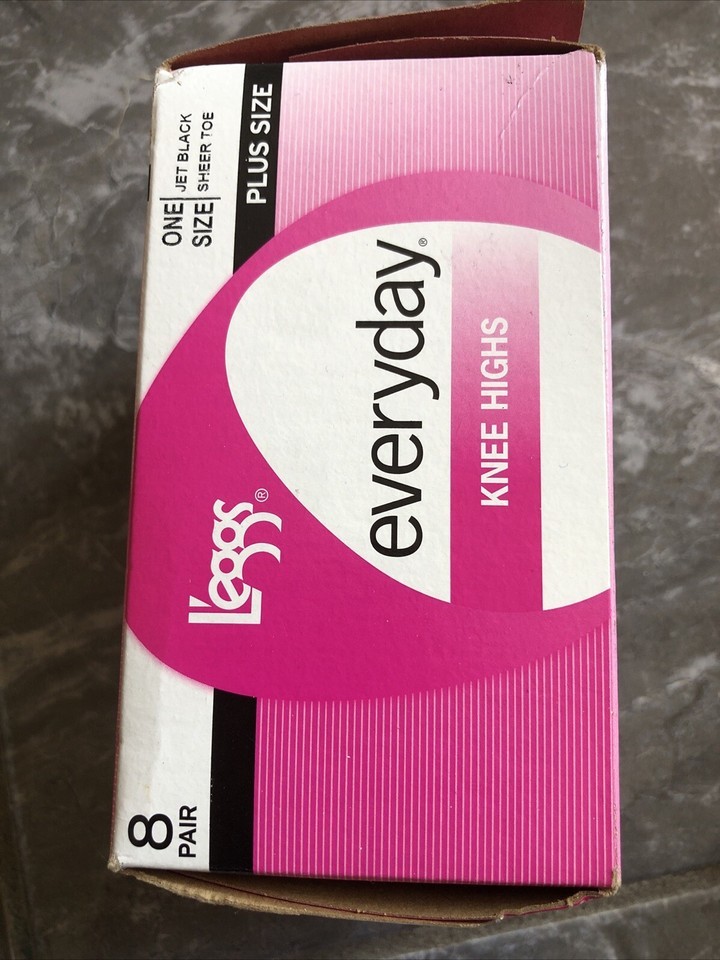 8
PAIR
L'eggs®
everyday®
KNEE HIGHS
ONE
SIZE
JET BLACK
SHEER TOE
PLUS SIZE